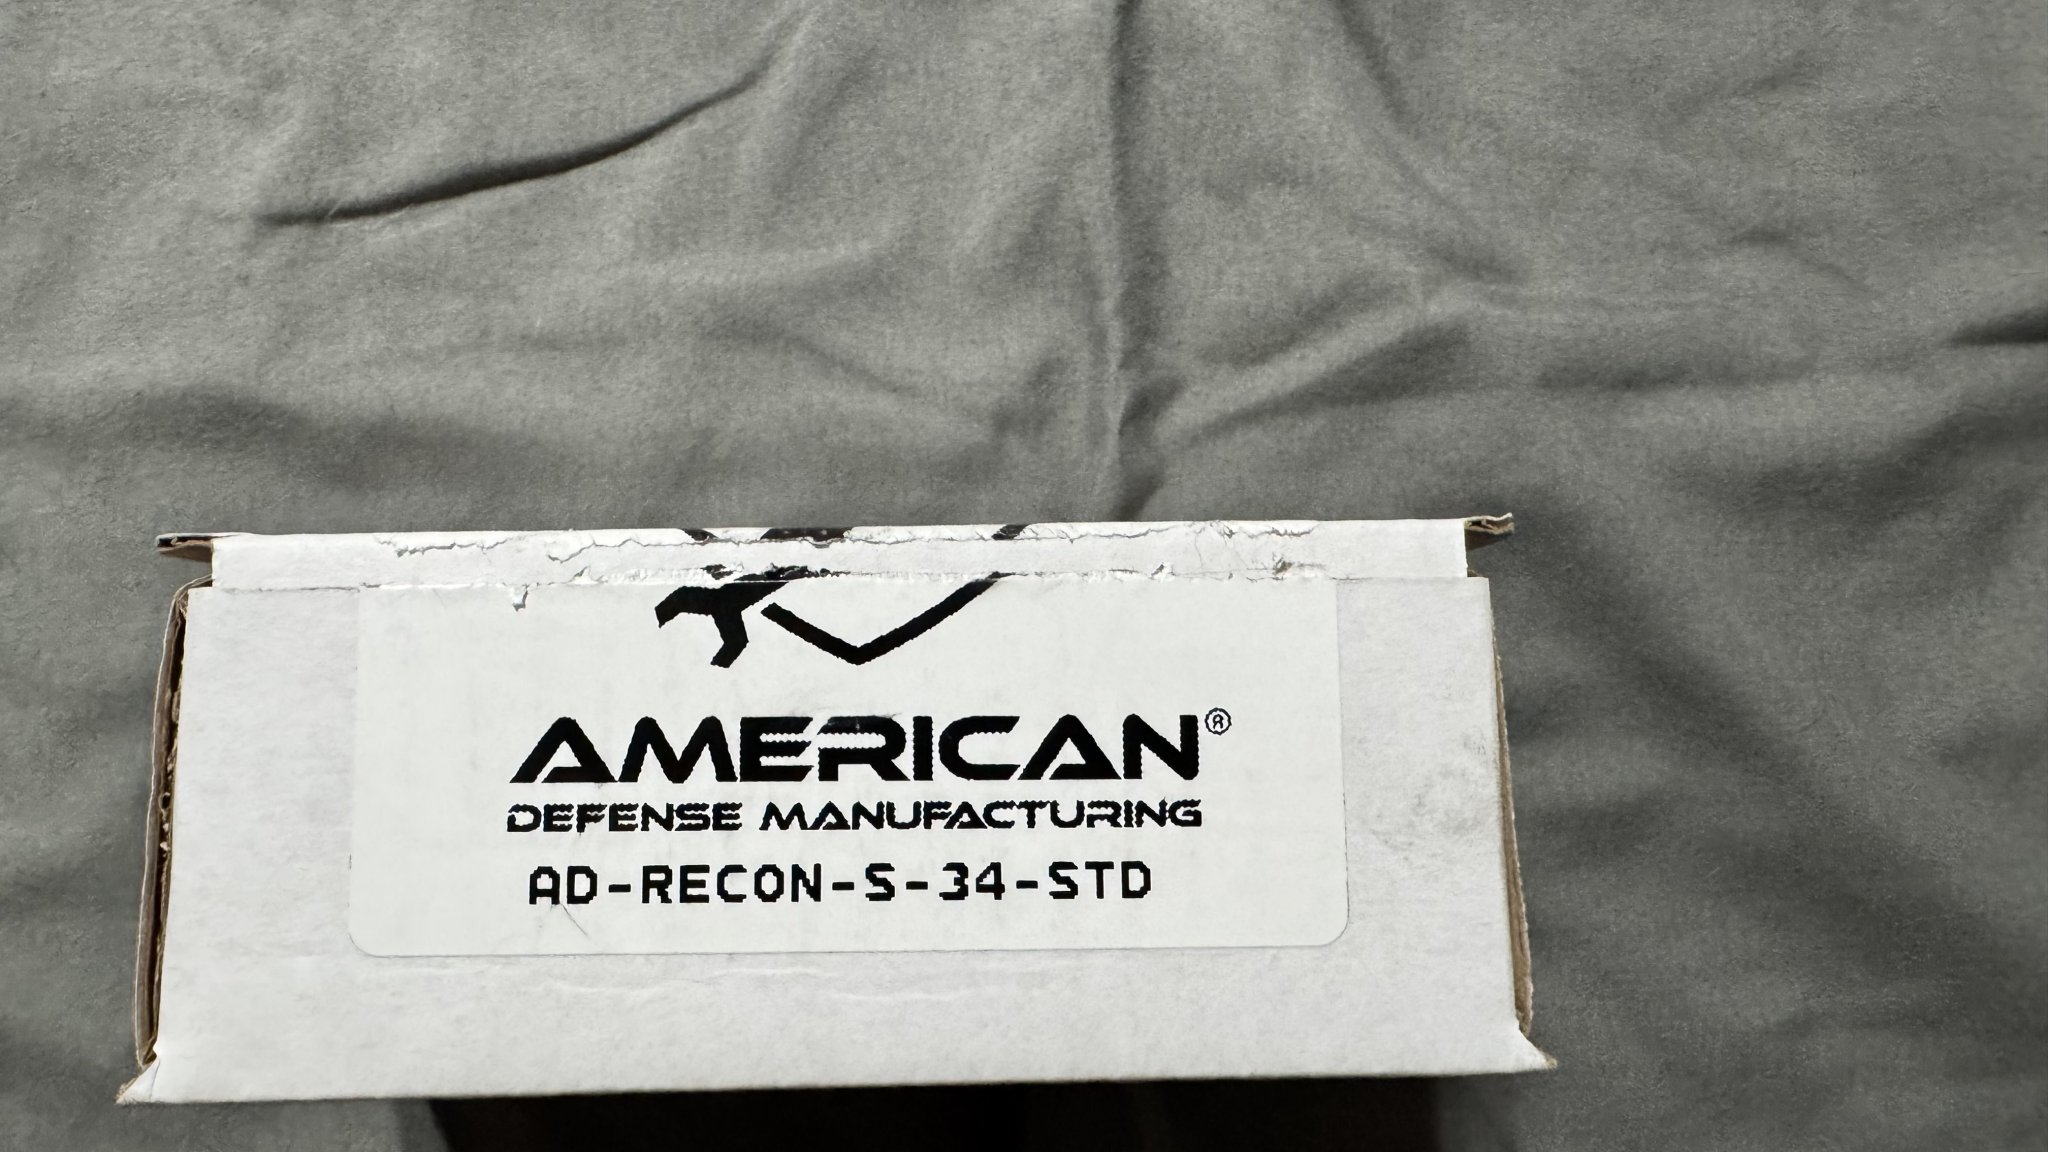 AMERICAN®
DEFENSE MANUFACTURING
AD-RECON-S-34-STD